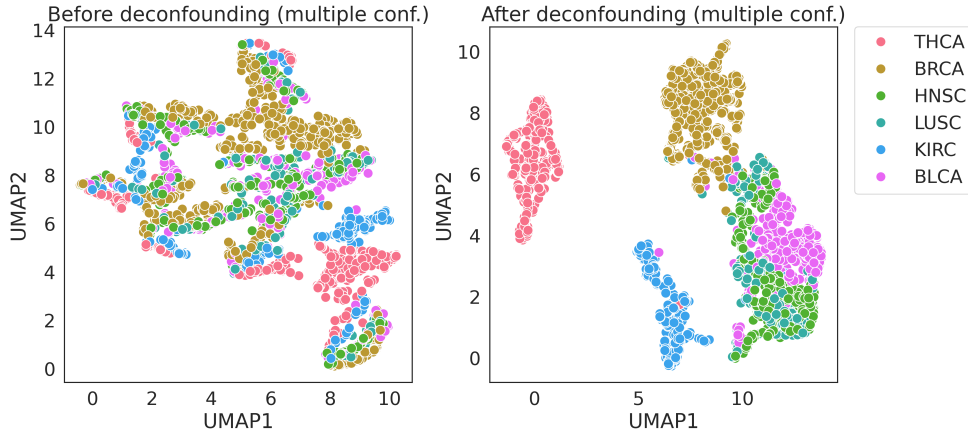 Before deconfounding (multiple conf.)
14
12
10
8
6
4
2
0
UMAP2
0 2 4 6 8 10
UMAP1
After deconfounding (multiple conf.)
10
8
6
4
2
0
UMAP2
0 5 10
UMAP1
THCA
BRCA
HNSC
LUSC
KIRC
BLCA